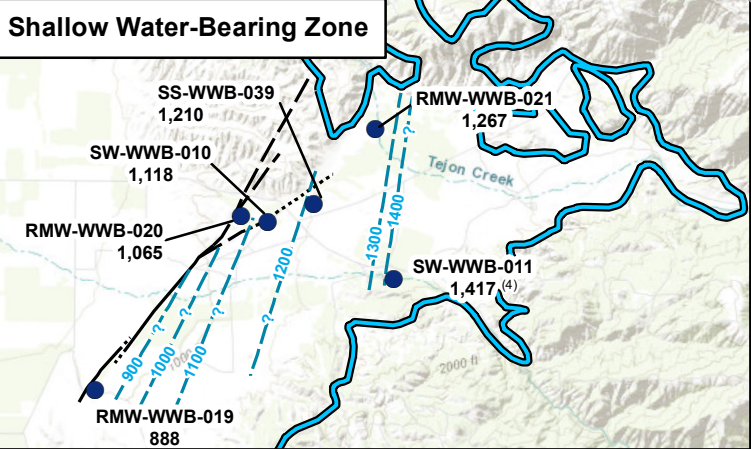 Shallow Water-Bearing Zone
SS-WWB-039
1,210
RMW-WWB-021
1,267
SW-WWB-010
1,118
Tejon Creek
RMW-WWB-020
1,065
SW-WWB-011
1,417 (4)
900
?
1000
?
1100
?
1200
?
1300
1400
?
1000
2000 ft
RMW-WWB-019
888